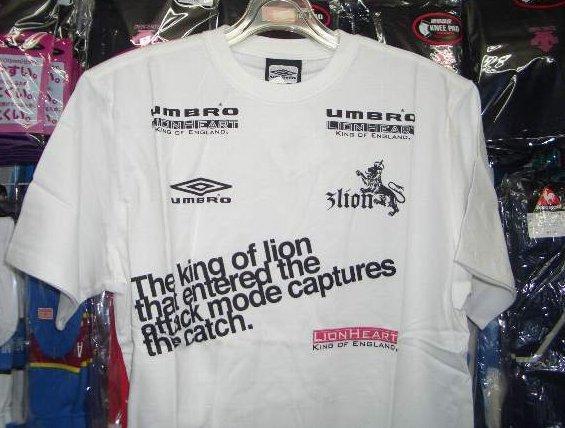 UMBRO
LIONHEART
KING OF ENGLAND.
UMBRO
LIONHEART
KING OF ENGLAND.
UMBRO
3lion
The king of lion
that entered the
attack mode captures
the catch.
LIONHEART
KING OF ENGLAND.
KNEE PAD